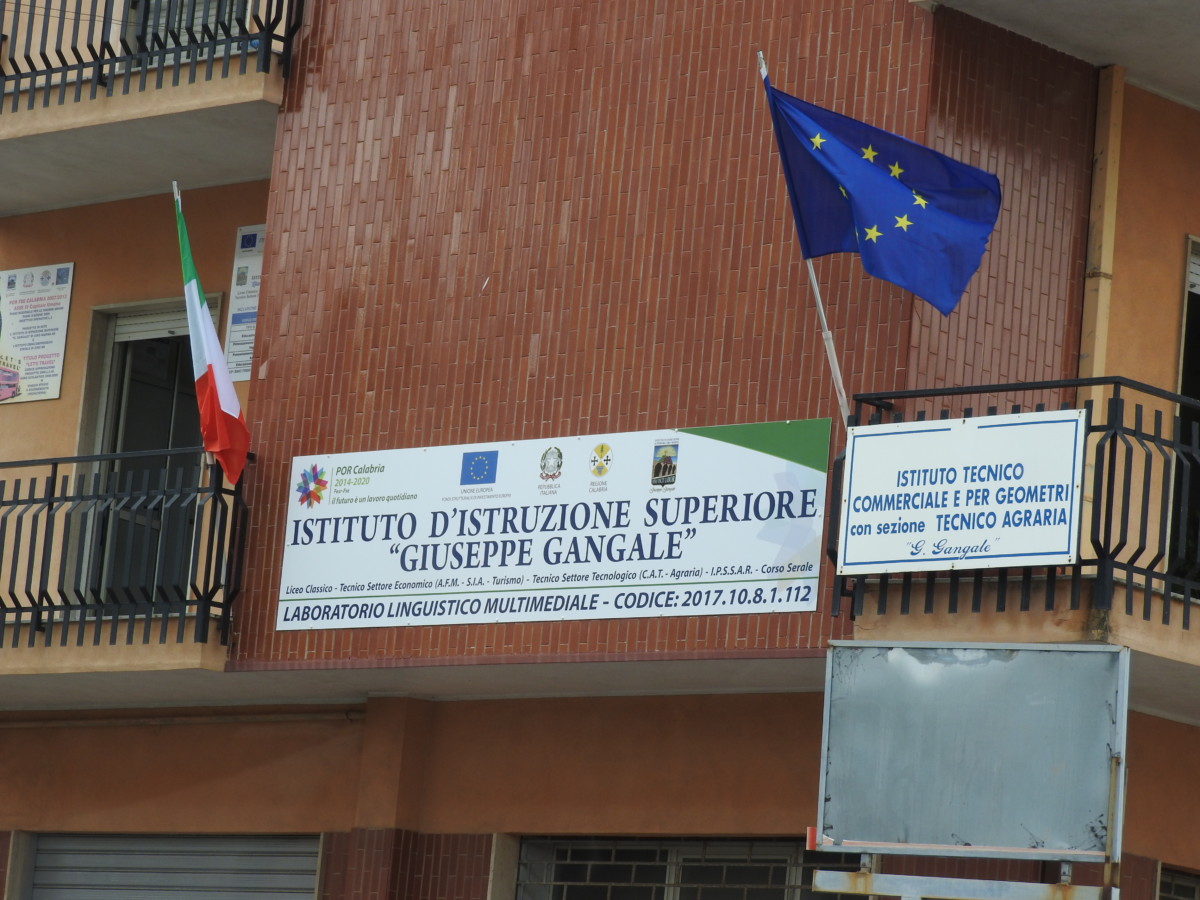 POR Calabria
2014-2020
Fesr-Fse
il futuro è un lavoro quotidiano
UNIONE EUROPEA
REPUBBLICA
ITALIANA
REGIONE
CALABRIA
ISTITUTO D'ISTRUZIONE SUPERIORE
"GIUSEPPE GANGALE"
Liceo Classico - Tecnico Settore Economico (A.F.M. - S.I.A. - Turismo) - Tecnico Settore Tecnologico (C.A.T. - Agraria) - I.P.S.S.A.R. - Corso Serale
LABORATORIO LINGUISTICO MULTIMEDIALE - CODICE: 2017.10.8.1.112
ISTITUTO TECNICO
COMMERCIALE E PER GEOMETRI
con sezione TECNICO AGRARIA
"G. Gangale"